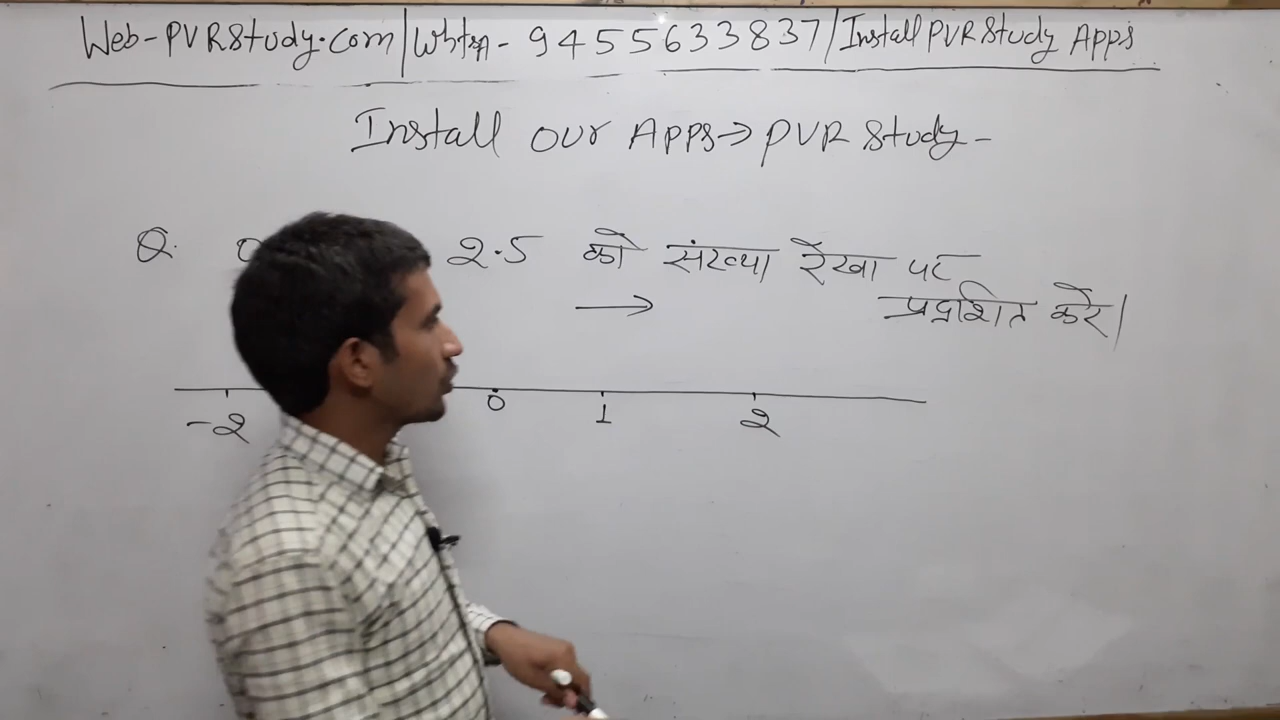 Web-PVRStudy.com/WhtsA-9455633837/Install PVR Study Apps
Install our Apps→PVR Study-
Q. 2.5 को संख्या रेखा पर
→ प्रदर्शित करें।
-2 0 1 2